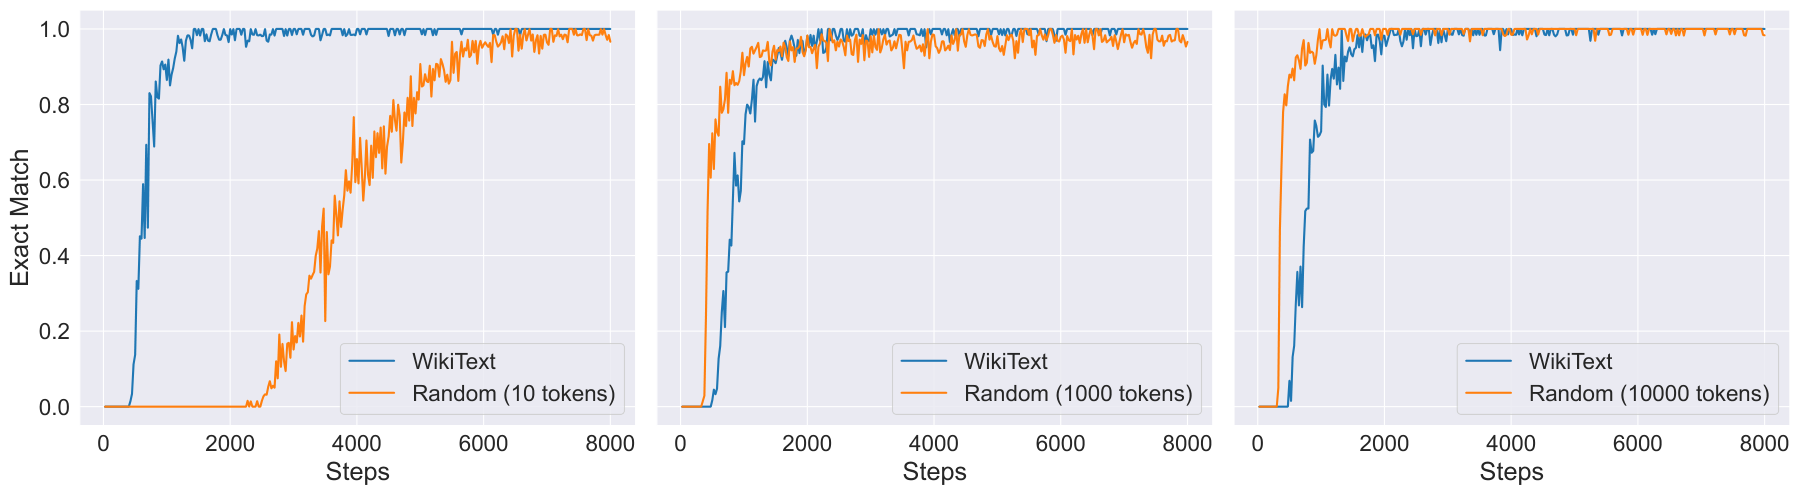 Exact Match
1.0
0.8
0.6
0.4
0.2
0.0
0 2000 4000 6000 8000
Steps
WikiText
Random (10 tokens)
0 2000 4000 6000 8000
Steps
WikiText
Random (1000 tokens)
0 2000 4000 6000 8000
Steps
WikiText
Random (10000 tokens)